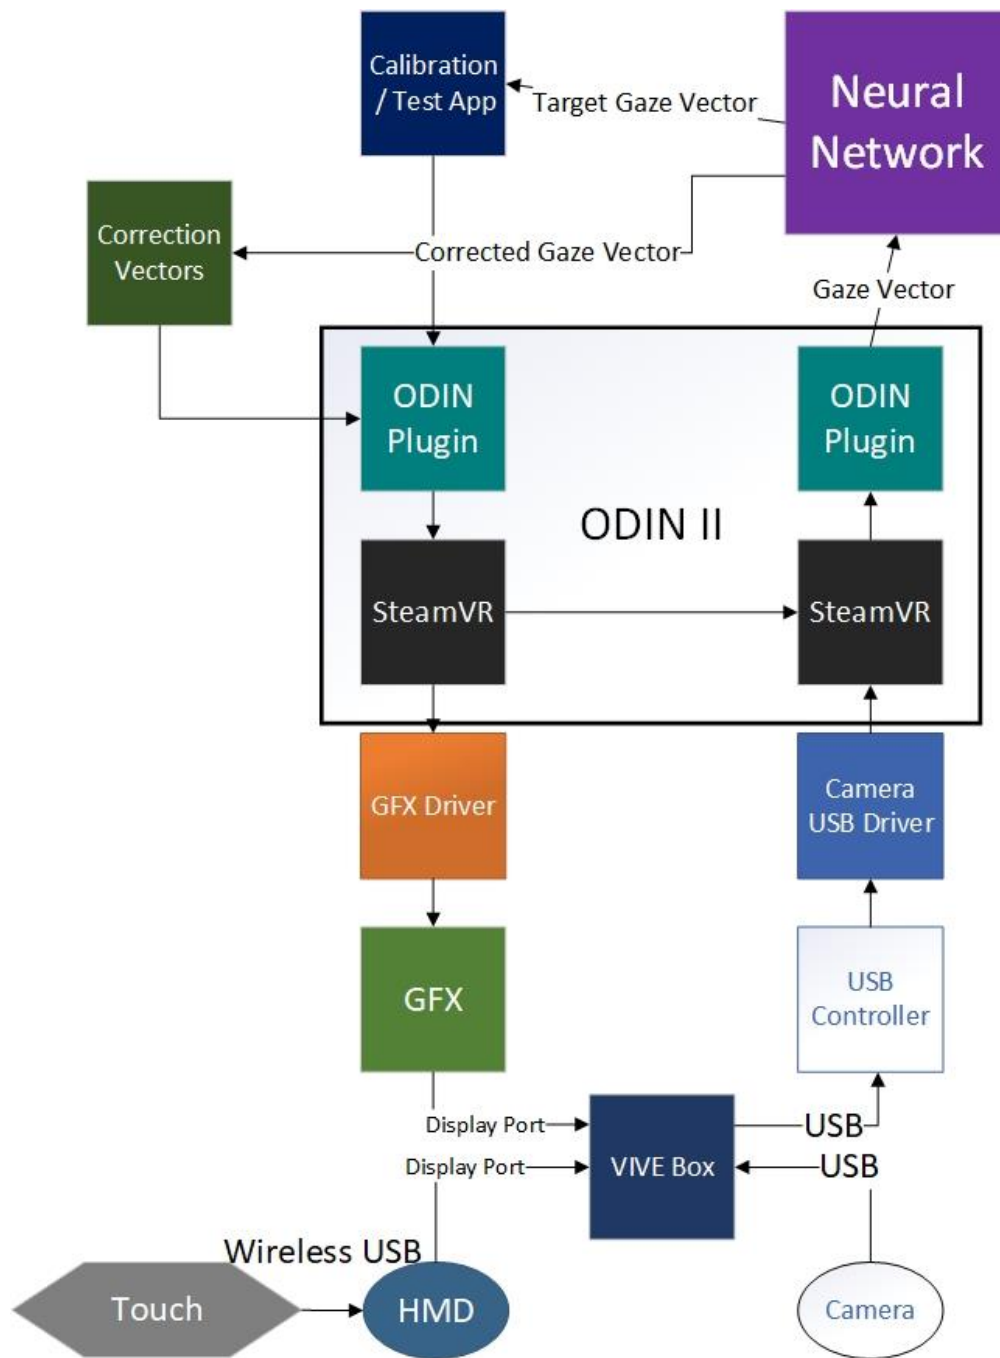 Calibration
/ Test App
Target Gaze Vector
Neural
Network
Correction
Vectors
Corrected Gaze Vector
Gaze Vector
ODIN
Plugin
ODIN
Plugin
ODIN II
SteamVR
SteamVR
GFX Driver
Camera
USB Driver
GFX
USB
Controller
Display Port
USB
Display Port
VIVE Box
USB
Wireless USB
Touch
HMD
Camera